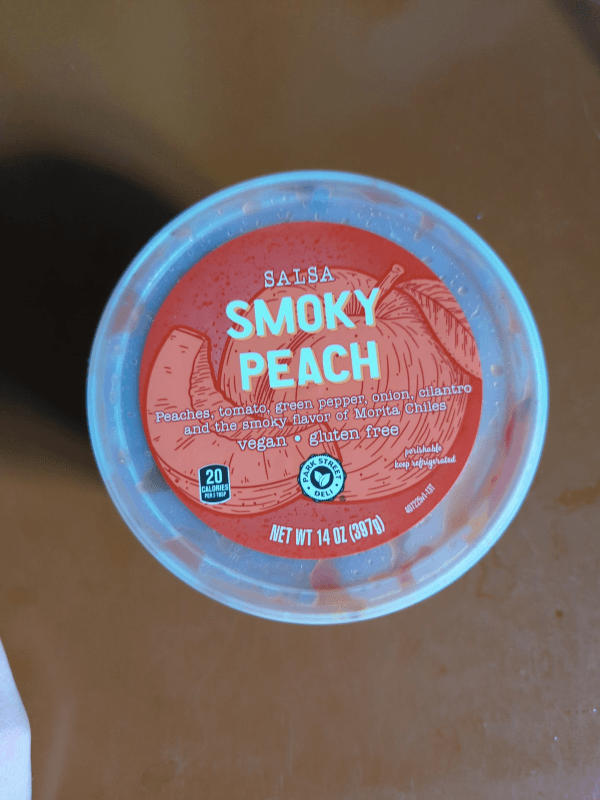 SALSA
SMOKY
PEACH
Peaches, tomato, green pepper, onion, cilantro
and the smoky flavor of Morita Chiles
vegan • gluten free
perishable
keep refrigerated
20
CALORIES
PER 2 TBSP
PARK STREET
DELI
NET WT 14 OZ (397g)